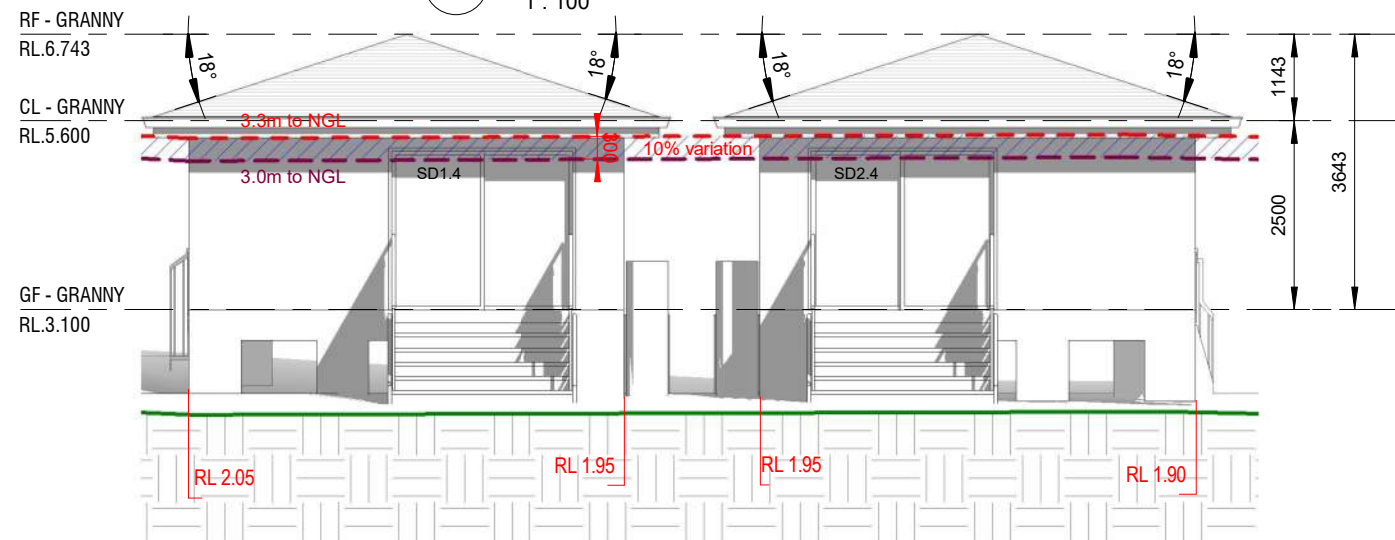 1 : 100
RF - GRANNY
RL.6.743
18°
18°
18°
18°
1143
CL - GRANNY
RL.5.600
3.3m to NGL
300
10% variation
3.0m to NGL
SD1.4
SD2.4
2500
3643
GF - GRANNY
RL.3.100
RL 2.05
RL 1.95
RL 1.95
RL 1.90